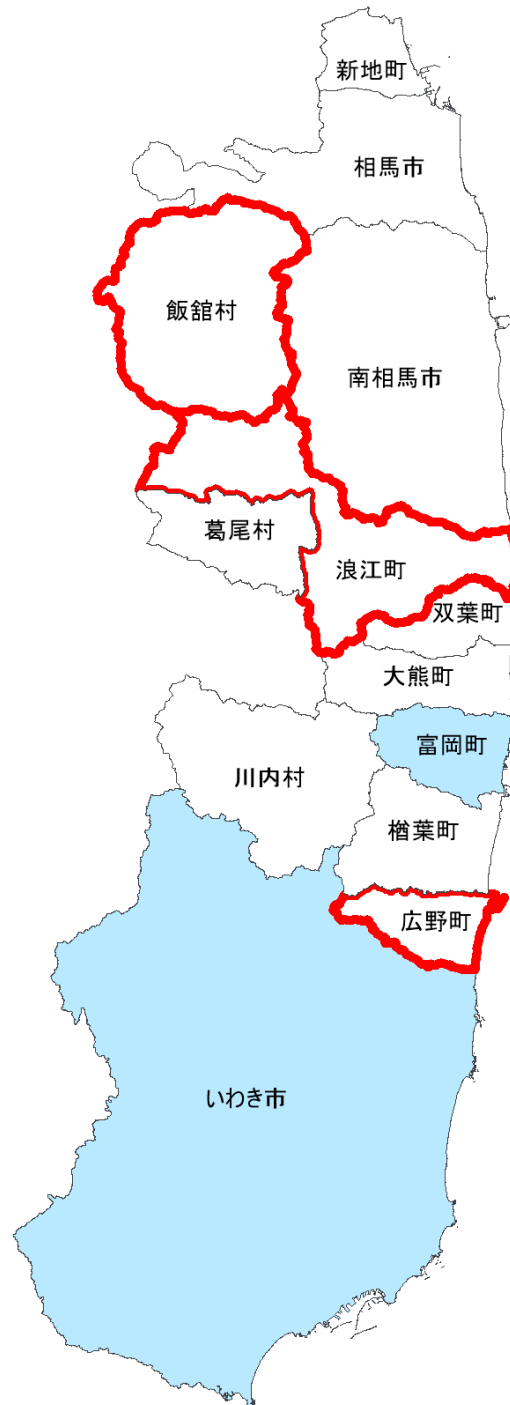 新地町
相馬市
飯舘村
南相馬市
葛尾村
浪江町
双葉町
大熊町
富岡町
川内村
楢葉町
広野町
いわき市